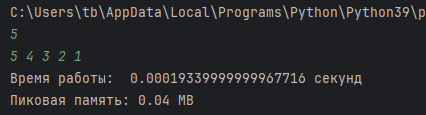 C:\Users\tb\AppData\Local\Programs\Python\Python39\p
5
5 4 3 2 1
Время работы:  0.00019339999999967716 секунд
Пиковая память: 0.04 MB